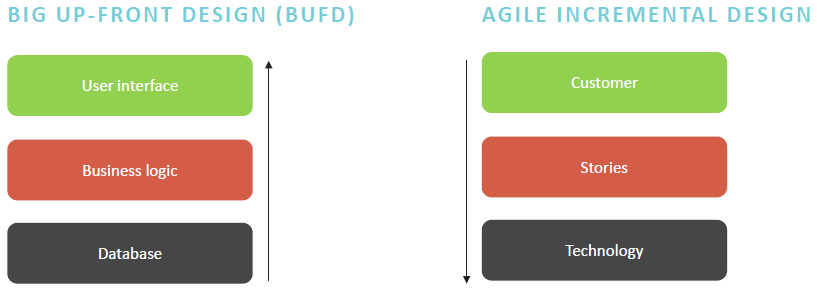 BIG UP-FRONT DESIGN (BUFD)
User interface
Business logic
Database
AGILE INCREMENTAL DESIGN
Customer
Stories
Technology